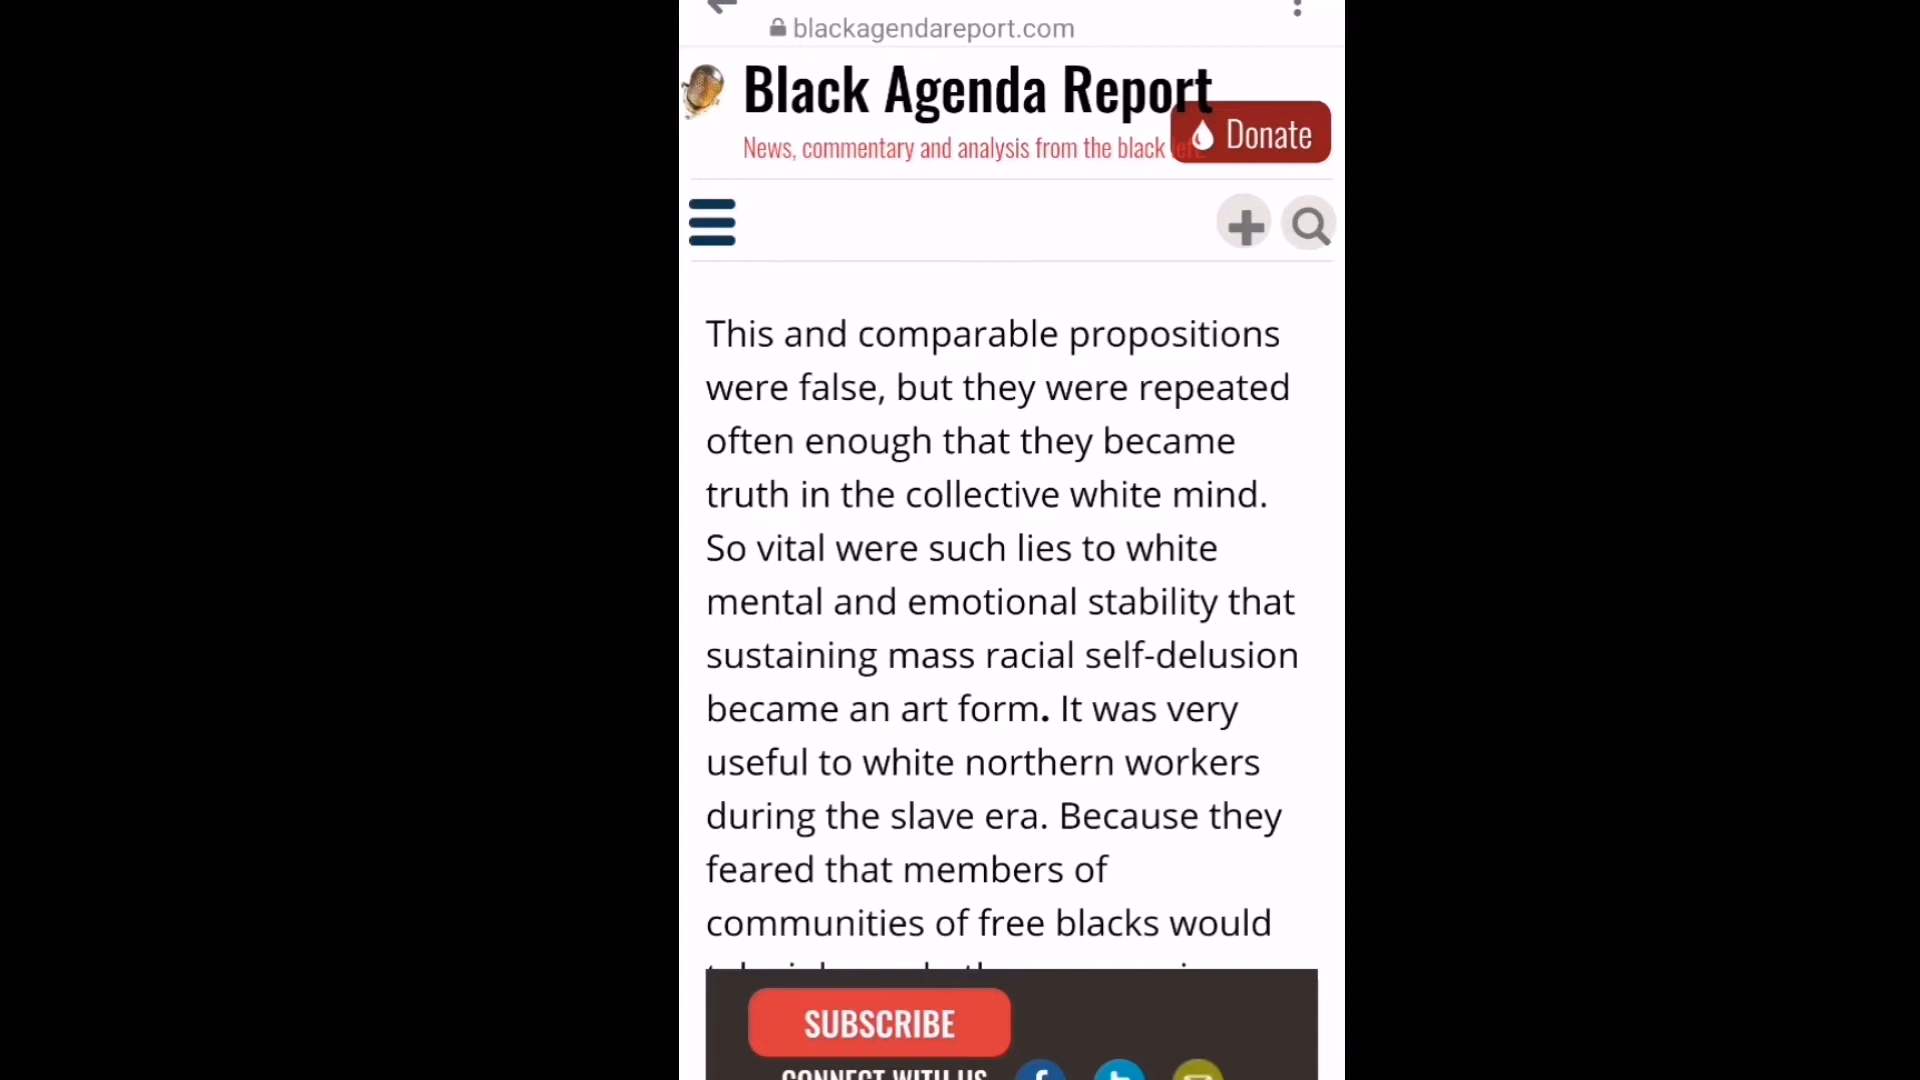 blackagendareport.com
Black Agenda Report
Donate
News, commentary and analysis from the black left.
This and comparable propositions
were false, but they were repeated
often enough that they became
truth in the collective white mind.
So vital were such lies to white
mental and emotional stability that
sustaining mass racial self-delusion
became an art form. It was very
useful to white northern workers
during the slave era. Because they
feared that members of
communities of free blacks would
SUBSCRIBE
CONNECT WITH US